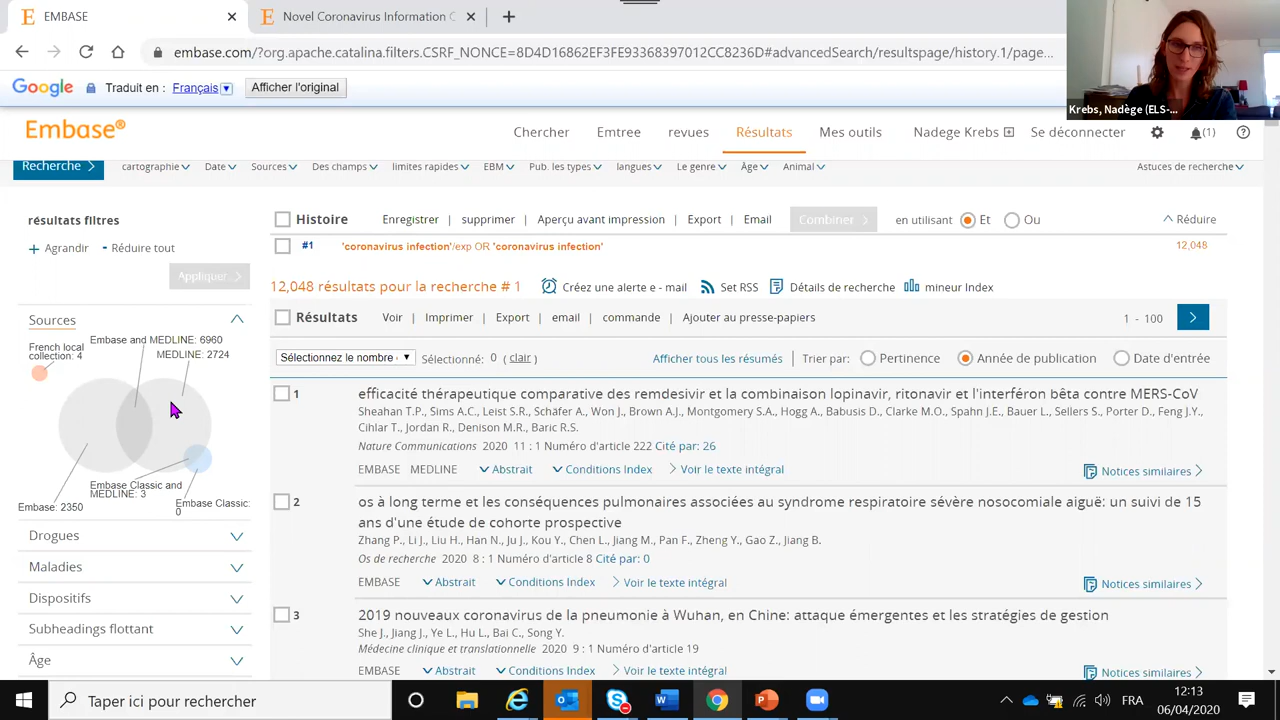 EMBASE
Novel Coronavirus Information C
embase.com/?org.apache.catalina.filters.CSRF_NONCE=8D4D16862EF3FE93368397012CC8236D#advancedSearch/resultspage/history.1/page...
Google Traduit en : Français Afficher l'original
Krebs, Nadège (ELS-...
Embase®
Chercher Emtree revues Résultats Mes outils Nadege Krebs Se déconnecter (1)
Recherche cartographie Date Sources Des champs limites rapides EBM Pub. les types langues Le genre Âge Animal Astuces de recherche
résultats filtres
+ Agrandir - Réduire tout
Appliquer
Sources
Embase and MEDLINE: 6960
French local
collection: 4
MEDLINE: 2724
Embase Classic and
MEDLINE: 3
Embase Classic:
0
Embase: 2350
Drogues
Maladies
Dispositifs
Subheadings flottant
Âge
Histoire Enregistrer | supprimer | Aperçu avant impression | Export | Email Combiner en utilisant Et Ou Réduire
#1 'coronavirus infection'/exp OR 'coronavirus infection' 12,048
12,048 résultats pour la recherche # 1 Créez une alerte e - mail Set RSS Détails de recherche mineur Index
Résultats Voir | Imprimer | Export | email | commande | Ajouter au presse-papiers 1 - 100
Sélectionnez le nombre Sélectionné: 0 ( clair ) Afficher tous les résumés Trier par: Pertinence Année de publication Date d'entrée
1 efficacité thérapeutique comparative des remdesivir et la combinaison lopinavir, ritonavir et l'interféron bêta contre MERS-CoV
Sheahan T.P., Sims A.C., Leist S.R., Schäfer A., Won J., Brown A.J., Montgomery S.A., Hogg A., Babusis D., Clarke M.O., Spahn J.E., Bauer L., Sellers S., Porter D., Feng J.Y.,
Cihlar T., Jordan R., Denison M.R., Baric R.S.
Nature Communications 2020 11 : 1 Numéro d'article 222 Cité par: 26
EMBASE MEDLINE Abstrait Conditions Index Voir le texte intégral Notices similaires
2 os à long terme et les conséquences pulmonaires associées au syndrome respiratoire sévère nosocomiale aiguë: un suivi de 15
ans d'une étude de cohorte prospective
Zhang P., Li J., Liu H., Han N., Ju J., Kou Y., Chen L., Jiang M., Pan F., Zheng Y., Gao Z., Jiang B.
Os de recherche 2020 8 : 1 Numéro d'article 8 Cité par: 0
EMBASE Abstrait Conditions Index Voir le texte intégral Notices similaires
3 2019 nouveaux coronavirus de la pneumonie à Wuhan, en Chine: attaque émergentes et les stratégies de gestion
She J., Jiang J., Ye L., Hu L., Bai C., Song Y.
Médecine clinique et translationnelle 2020 9 : 1 Numéro d'article 19
EMBASE Abstrait Conditions Index Voir le texte intégral Notices similaires
Taper ici pour rechercher
FRA
12:13
06/04/2020